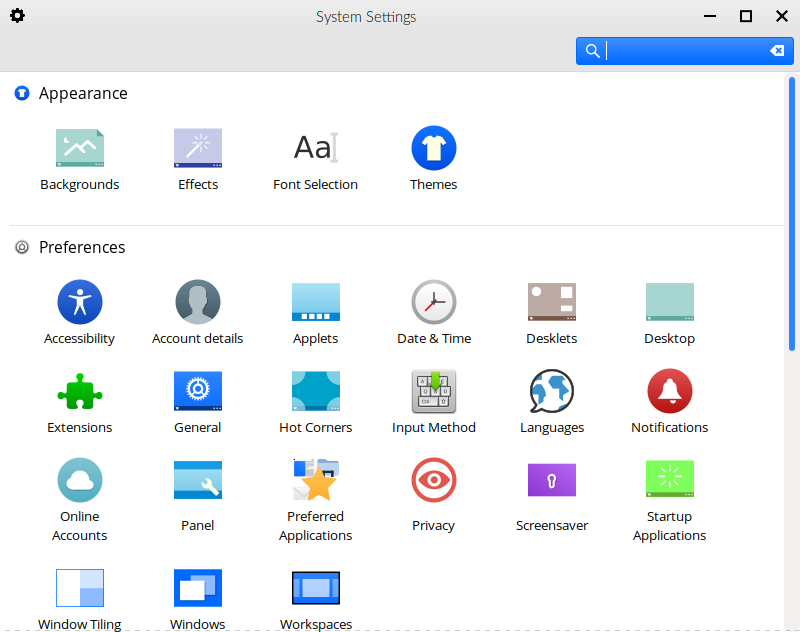 System Settings
Appearance
Backgrounds
Effects
Aa
Font Selection
Themes
Preferences
Accessibility
Account details
Applets
Date & Time
Desklets
Desktop
Extensions
General
Hot Corners
Input Method
Languages
Notifications
Online
Accounts
Panel
Preferred
Applications
Privacy
Screensaver
Startup
Applications
Window Tiling
Windows
Workspaces